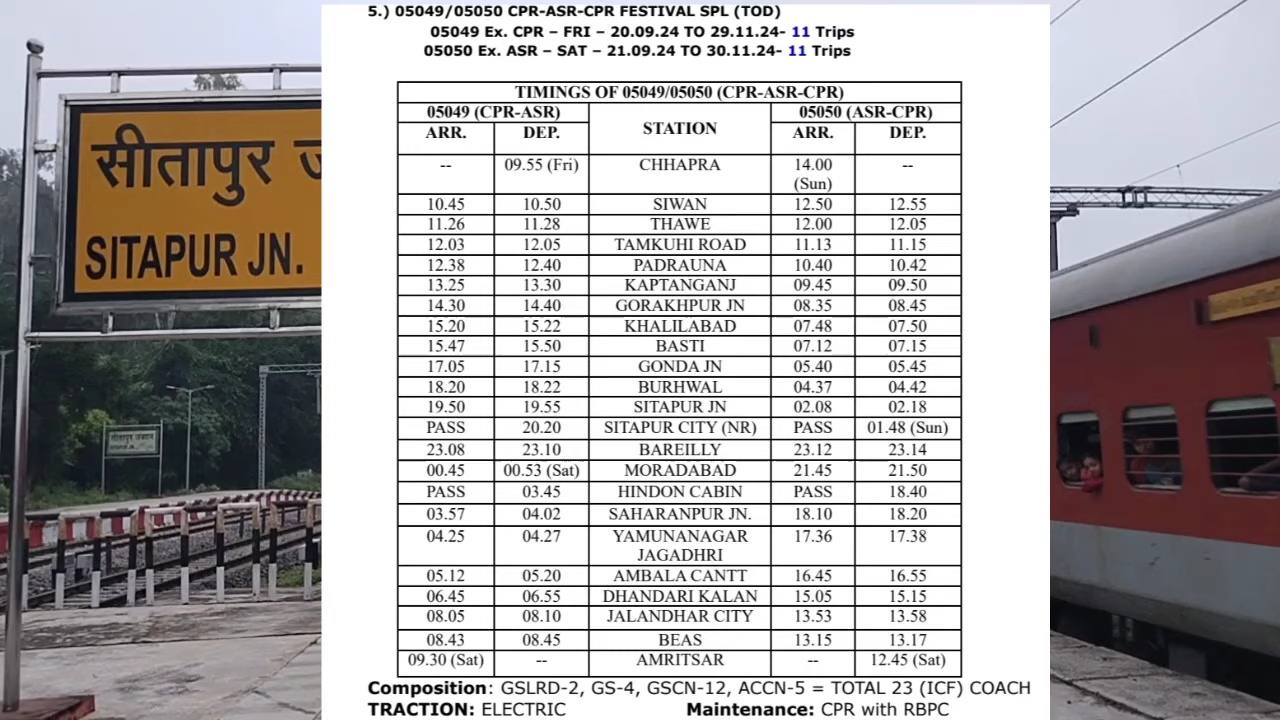 5.) 05049/05050 CPR-ASR-CPR FESTIVAL SPL (TOD)
05049 Ex. CPR – FRI – 20.09.24 TO 29.11.24- 11 Trips
05050 Ex. ASR – SAT – 21.09.24 TO 30.11.24- 11 Trips
TIMINGS OF 05049/05050 (CPR-ASR-CPR)
05049 (CPR-ASR) STATION 05050 (ASR-CPR)
ARR. DEP. ARR. DEP.
-- 09.55 (Fri) CHHAPRA 14.00 (Sun) --
10.45 10.50 SIWAN 12.50 12.55
11.26 11.28 THAWE 12.00 12.05
12.03 12.05 TAMKUHI ROAD 11.13 11.15
12.38 12.40 PADRAUNA 10.40 10.42
13.25 13.30 KAPTANGANJ 09.45 09.50
14.30 14.40 GORAKHPUR JN 08.35 08.45
15.20 15.22 KHALILABAD 07.48 07.50
15.47 15.50 BASTI 07.12 07.15
17.05 17.15 GONDA JN 05.40 05.45
18.20 18.22 BURHWAL 04.37 04.42
19.50 19.55 SITAPUR JN 02.08 02.18
PASS 20.20 SITAPUR CITY (NR) PASS 01.48 (Sun)
23.08 23.10 BAREILLY 23.12 23.14
00.45 00.53 (Sat) MORADABAD 21.45 21.50
PASS 03.45 HINDON CABIN PASS 18.40
03.57 04.02 SAHARANPUR JN. 18.10 18.20
04.25 04.27 YAMUNANAGAR JAGADHRI 17.36 17.38
05.12 05.20 AMBALA CANTT 16.45 16.55
06.45 06.55 DHANDARI KALAN 15.05 15.15
08.05 08.10 JALANDHAR CITY 13.53 13.58
08.43 08.45 BEAS 13.15 13.17
09.30 (Sat) -- AMRITSAR -- 12.45 (Sat)
Composition: GSLRD-2, GS-4, GSCN-12, ACCN-5 = TOTAL 23 (ICF) COACH
TRACTION: ELECTRIC Maintenance: CPR with RBPC
सीतापुर ज
SITAPUR JN.
सीतापुर जंक्शन